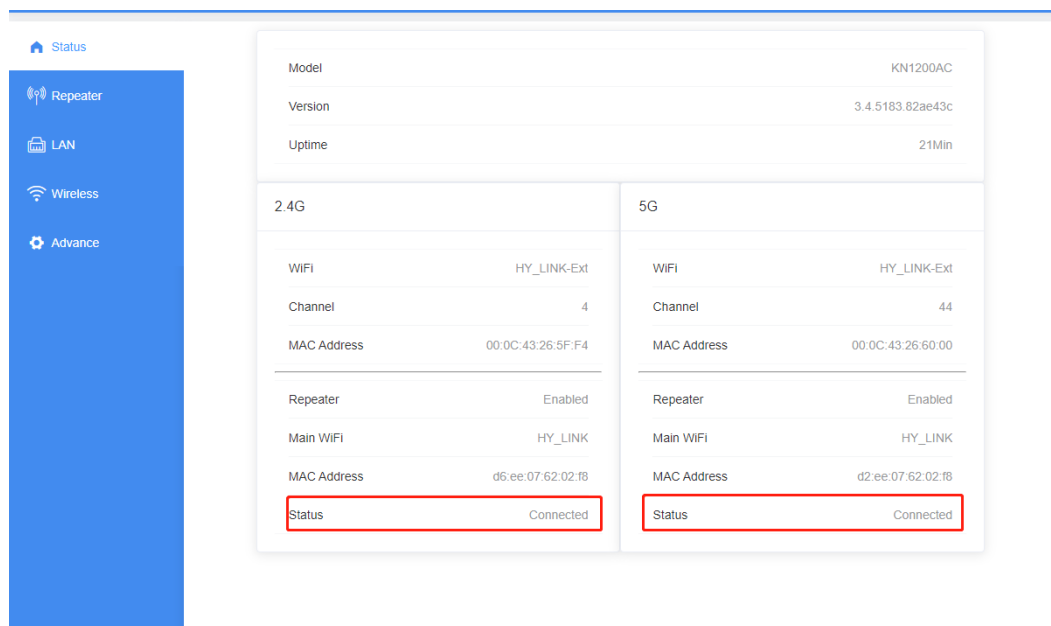 Status
Repeater
LAN
Wireless
Advance
Model KN1200AC
Version 3.4.5183.82ae43c
Uptime 21Min
2.4G
WiFi HY_LINK-Ext
Channel 4
MAC Address 00:0C:43:26:5F:F4
Repeater Enabled
Main WiFi HY_LINK
MAC Address d6:ee:07:62:02:f8
Status Connected
5G
WiFi HY_LINK-Ext
Channel 44
MAC Address 00:0C:43:26:60:00
Repeater Enabled
Main WiFi HY_LINK
MAC Address d2:ee:07:62:02:f8
Status Connected